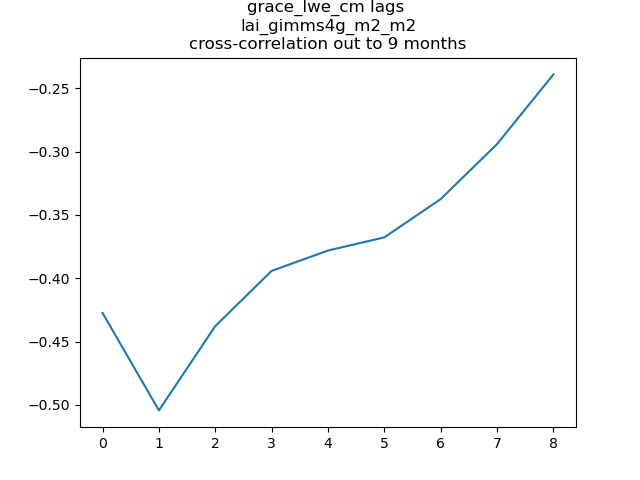 grace_lwe_cm lags
lai_gimms4g_m2_m2
cross-correlation out to 9 months
−0.25
−0.30
−0.35
−0.40
−0.45
−0.50
0 1 2 3 4 5 6 7 8